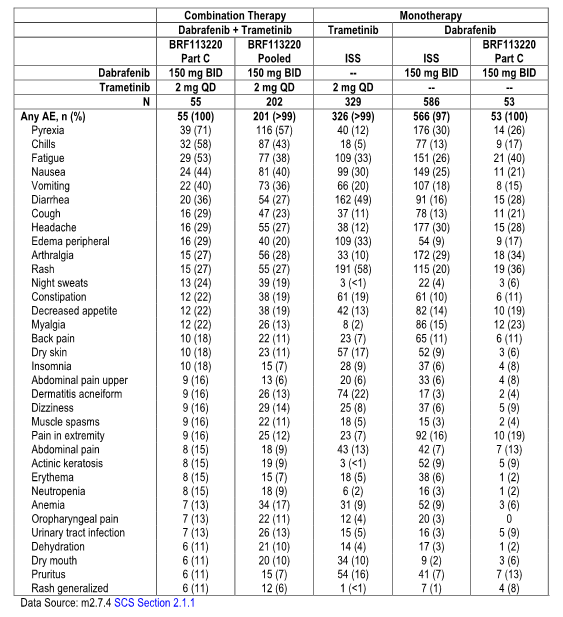 Combination Therapy Monotherapy
Dabrafenib + Trametinib Trametinib Dabrafenib
BRF113220 Part C BRF113220 Pooled ISS ISS BRF113220 Part C
Dabrafenib 150 mg BID 150 mg BID -- 150 mg BID 150 mg BID
Trametinib 2 mg QD 2 mg QD 2 mg QD -- --
N 55 202 329 586 53
Any AE, n (%) 55 (100) 201 (>99) 326 (>99) 566 (97) 53 (100)
Pyrexia 39 (71) 116 (57) 40 (12) 176 (30) 14 (26)
Chills 32 (58) 87 (43) 18 (5) 77 (13) 9 (17)
Fatigue 29 (53) 77 (38) 109 (33) 151 (26) 21 (40)
Nausea 24 (44) 81 (40) 99 (30) 149 (25) 11 (21)
Vomiting 22 (40) 73 (36) 66 (20) 107 (18) 8 (15)
Diarrhea 20 (36) 54 (27) 162 (49) 91 (16) 15 (28)
Cough 16 (29) 47 (23) 37 (11) 78 (13) 11 (21)
Headache 16 (29) 55 (27) 38 (12) 177 (30) 15 (28)
Edema peripheral 16 (29) 40 (20) 109 (33) 54 (9) 9 (17)
Arthralgia 15 (27) 56 (28) 33 (10) 172 (29) 18 (34)
Rash 15 (27) 55 (27) 191 (58) 115 (20) 19 (36)
Night sweats 13 (24) 39 (19) 3 (<1) 22 (4) 3 (6)
Constipation 12 (22) 38 (19) 61 (19) 61 (10) 6 (11)
Decreased appetite 12 (22) 38 (19) 42 (13) 82 (14) 10 (19)
Myalgia 12 (22) 26 (13) 8 (2) 86 (15) 12 (23)
Back pain 10 (18) 22 (11) 23 (7) 65 (11) 6 (11)
Dry skin 10 (18) 23 (11) 57 (17) 52 (9) 3 (6)
Insomnia 10 (18) 15 (7) 28 (9) 37 (6) 4 (8)
Abdominal pain upper 9 (16) 13 (6) 20 (6) 33 (6) 4 (8)
Dermatitis acneiform 9 (16) 26 (13) 74 (22) 17 (3) 2 (4)
Dizziness 9 (16) 29 (14) 25 (8) 37 (6) 5 (9)
Muscle spasms 9 (16) 22 (11) 18 (5) 15 (3) 2 (4)
Pain in extremity 9 (16) 25 (12) 23 (7) 92 (16) 10 (19)
Abdominal pain 8 (15) 18 (9) 43 (13) 42 (7) 7 (13)
Actinic keratosis 8 (15) 19 (9) 3 (<1) 52 (9) 5 (9)
Erythema 8 (15) 15 (7) 18 (5) 38 (6) 1 (2)
Neutropenia 8 (15) 18 (9) 6 (2) 16 (3) 1 (2)
Anemia 7 (13) 34 (17) 31 (9) 52 (9) 3 (6)
Oropharyngeal pain 7 (13) 22 (11) 12 (4) 20 (3) 0
Urinary tract infection 7 (13) 26 (13) 15 (5) 16 (3) 5 (9)
Dehydration 6 (11) 21 (10) 14 (4) 17 (3) 1 (2)
Dry mouth 6 (11) 20 (10) 34 (10) 9 (2) 3 (6)
Pruritus 6 (11) 15 (7) 54 (16) 41 (7) 7 (13)
Rash generalized 6 (11) 12 (6) 1 (<1) 7 (1) 4 (8)
Data Source: m2.7.4 SCS Section 2.1.1